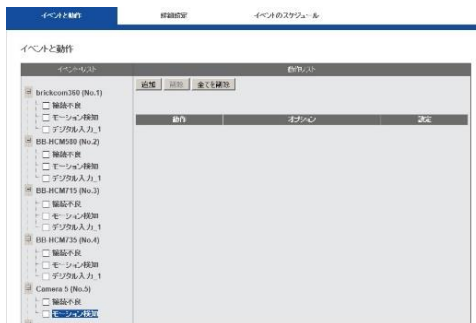 イベントと動作 詳細設定 イベントのスケジュール
イベントと動作
イベントリスト 動作リスト
追加 削除 全てを削除
動作 オプション 設定
brickcom360 (No.1)
接続不良
モーション検知
デジタル入力_1
BB-HCM580 (No.2)
接続不良
モーション検知
デジタル入力_1
BB-HCM715 (No.3)
接続不良
モーション検知
デジタル入力_1
BB-HCM735 (No.4)
接続不良
モーション検知
デジタル入力_1
Camera 5 (No.5)
接続不良
モーション検知